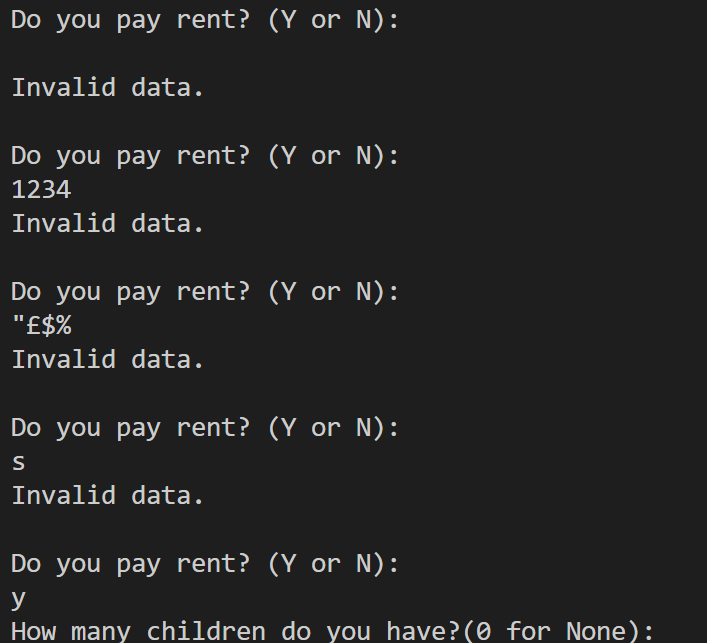 Do you pay rent? (Y or N):
Invalid data.
Do you pay rent? (Y or N):
1234
Invalid data.
Do you pay rent? (Y or N):
"£$%
Invalid data.
Do you pay rent? (Y or N):
s
Invalid data.
Do you pay rent? (Y or N):
y
How many children do you have?(0 for None):